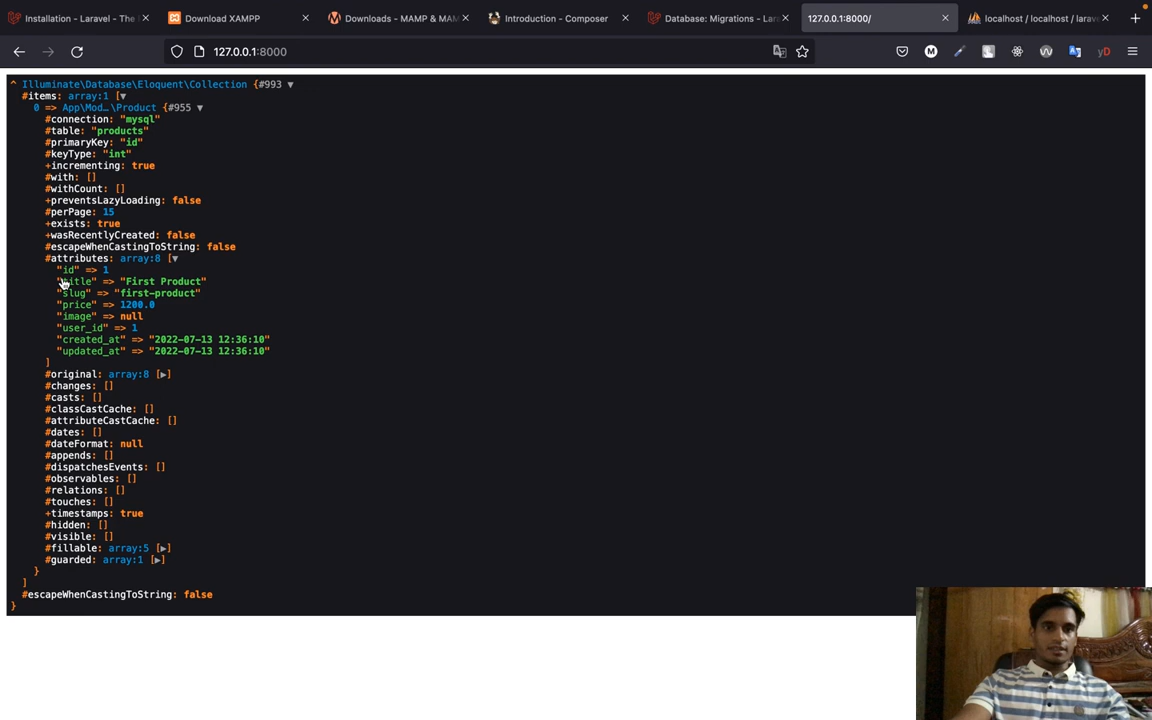 Installation - Laravel - The
Download XAMPP
Downloads - MAMP & MAM
Introduction - Composer
Database: Migrations - Lar
127.0.0.1:8000/
localhost / localhost / larav
127.0.0.1:8000
^ Illuminate\Database\Eloquent\Collection {#993 ▼
#items: array:1 [▼
0 => App\Mod…\Product {#955 ▼
#connection: "mysql"
#table: "products"
#primaryKey: "id"
#keyType: "int"
+incrementing: true
#with: []
#withCount: []
+preventsLazyLoading: false
#perPage: 15
+exists: true
+wasRecentlyCreated: false
#escapeWhenCastingToString: false
#attributes: array:8 [▼
"id" => 1
"title" => "First Product"
"slug" => "first-product"
"price" => 1200.0
"image" => null
"user_id" => 1
"created_at" => "2022-07-13 12:36:10"
"updated_at" => "2022-07-13 12:36:10"
]
#original: array:8 [▶]
#changes: []
#casts: []
#classCastCache: []
#attributeCastCache: []
#dates: []
#dateFormat: null
#appends: []
#dispatchesEvents: []
#observables: []
#relations: []
#touches: []
+timestamps: true
#hidden: []
#visible: []
#fillable: array:5 [▶]
#guarded: array:1 [▶]
}
]
#escapeWhenCastingToString: false
}